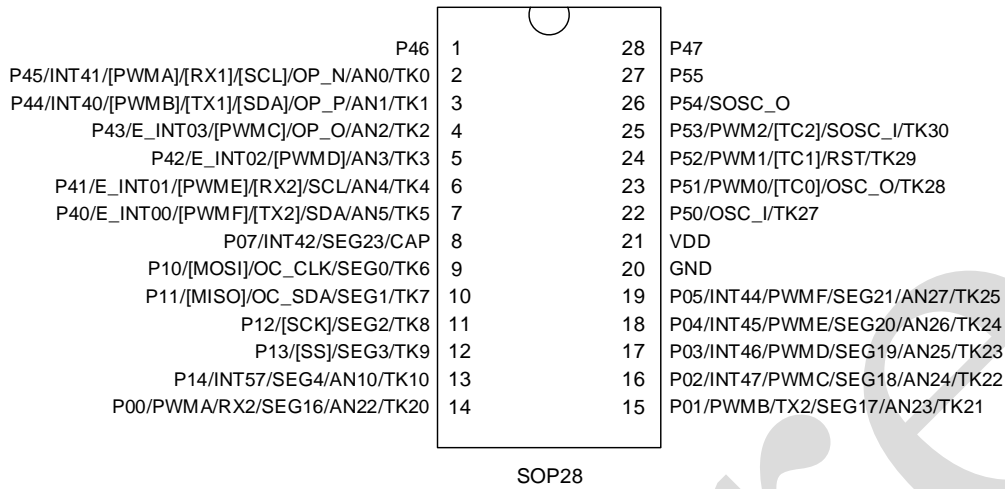 P46 1 28 P47
P45/INT41/[PWMA]/[RX1]/[SCL]/OP_N/AN0/TK0 2 27 P55
P44/INT40/[PWMB]/[TX1]/[SDA]/OP_P/AN1/TK1 3 26 P54/SOSC_O
P43/E_INT03/[PWMC]/OP_O/AN2/TK2 4 25 P53/PWM2/[TC2]/SOSC_I/TK30
P42/E_INT02/[PWMD]/AN3/TK3 5 24 P52/PWM1/[TC1]/RST/TK29
P41/E_INT01/[PWME]/[RX2]/SCL/AN4/TK4 6 23 P51/PWM0/[TC0]/OSC_O/TK28
P40/E_INT00/[PWMF]/[TX2]/SDA/AN5/TK5 7 22 P50/OSC_I/TK27
P07/INT42/SEG23/CAP 8 21 VDD
P10/[MOSI]/OC_CLK/SEG0/TK6 9 20 GND
P11/[MISO]/OC_SDA/SEG1/TK7 10 19 P05/INT44/PWMF/SEG21/AN27/TK25
P12/[SCK]/SEG2/TK8 11 18 P04/INT45/PWME/SEG20/AN26/TK24
P13/[SS]/SEG3/TK9 12 17 P03/INT46/PWMD/SEG19/AN25/TK23
P14/INT57/SEG4/AN10/TK10 13 16 P02/INT47/PWMC/SEG18/AN24/TK22
P00/PWMA/RX2/SEG16/AN22/TK20 14 15 P01/PWMB/TX2/SEG17/AN23/TK21
SOP28